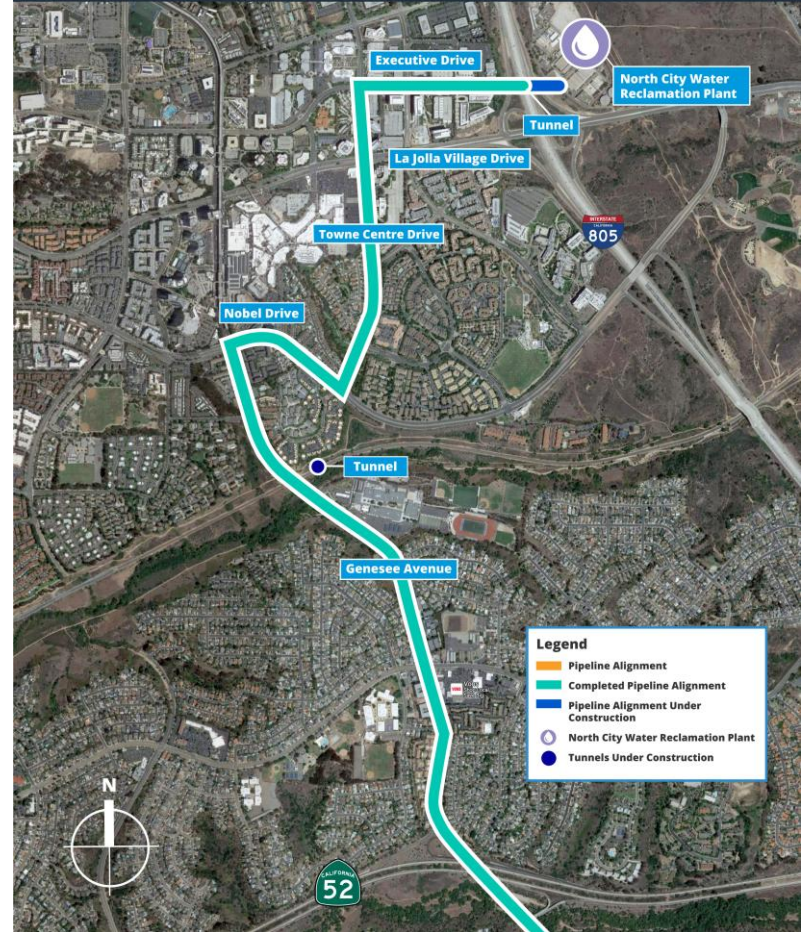 Executive Drive
North City Water
Reclamation Plant
Tunnel
La Jolla Village Drive
INTERSTATE
CALIFORNIA
805
Towne Centre Drive
Nobel Drive
Tunnel
Genesee Avenue
Legend
Pipeline Alignment
Completed Pipeline Alignment
Pipeline Alignment Under
Construction
North City Water Reclamation Plant
Tunnels Under Construction
VONS
N
CALIFORNIA
52